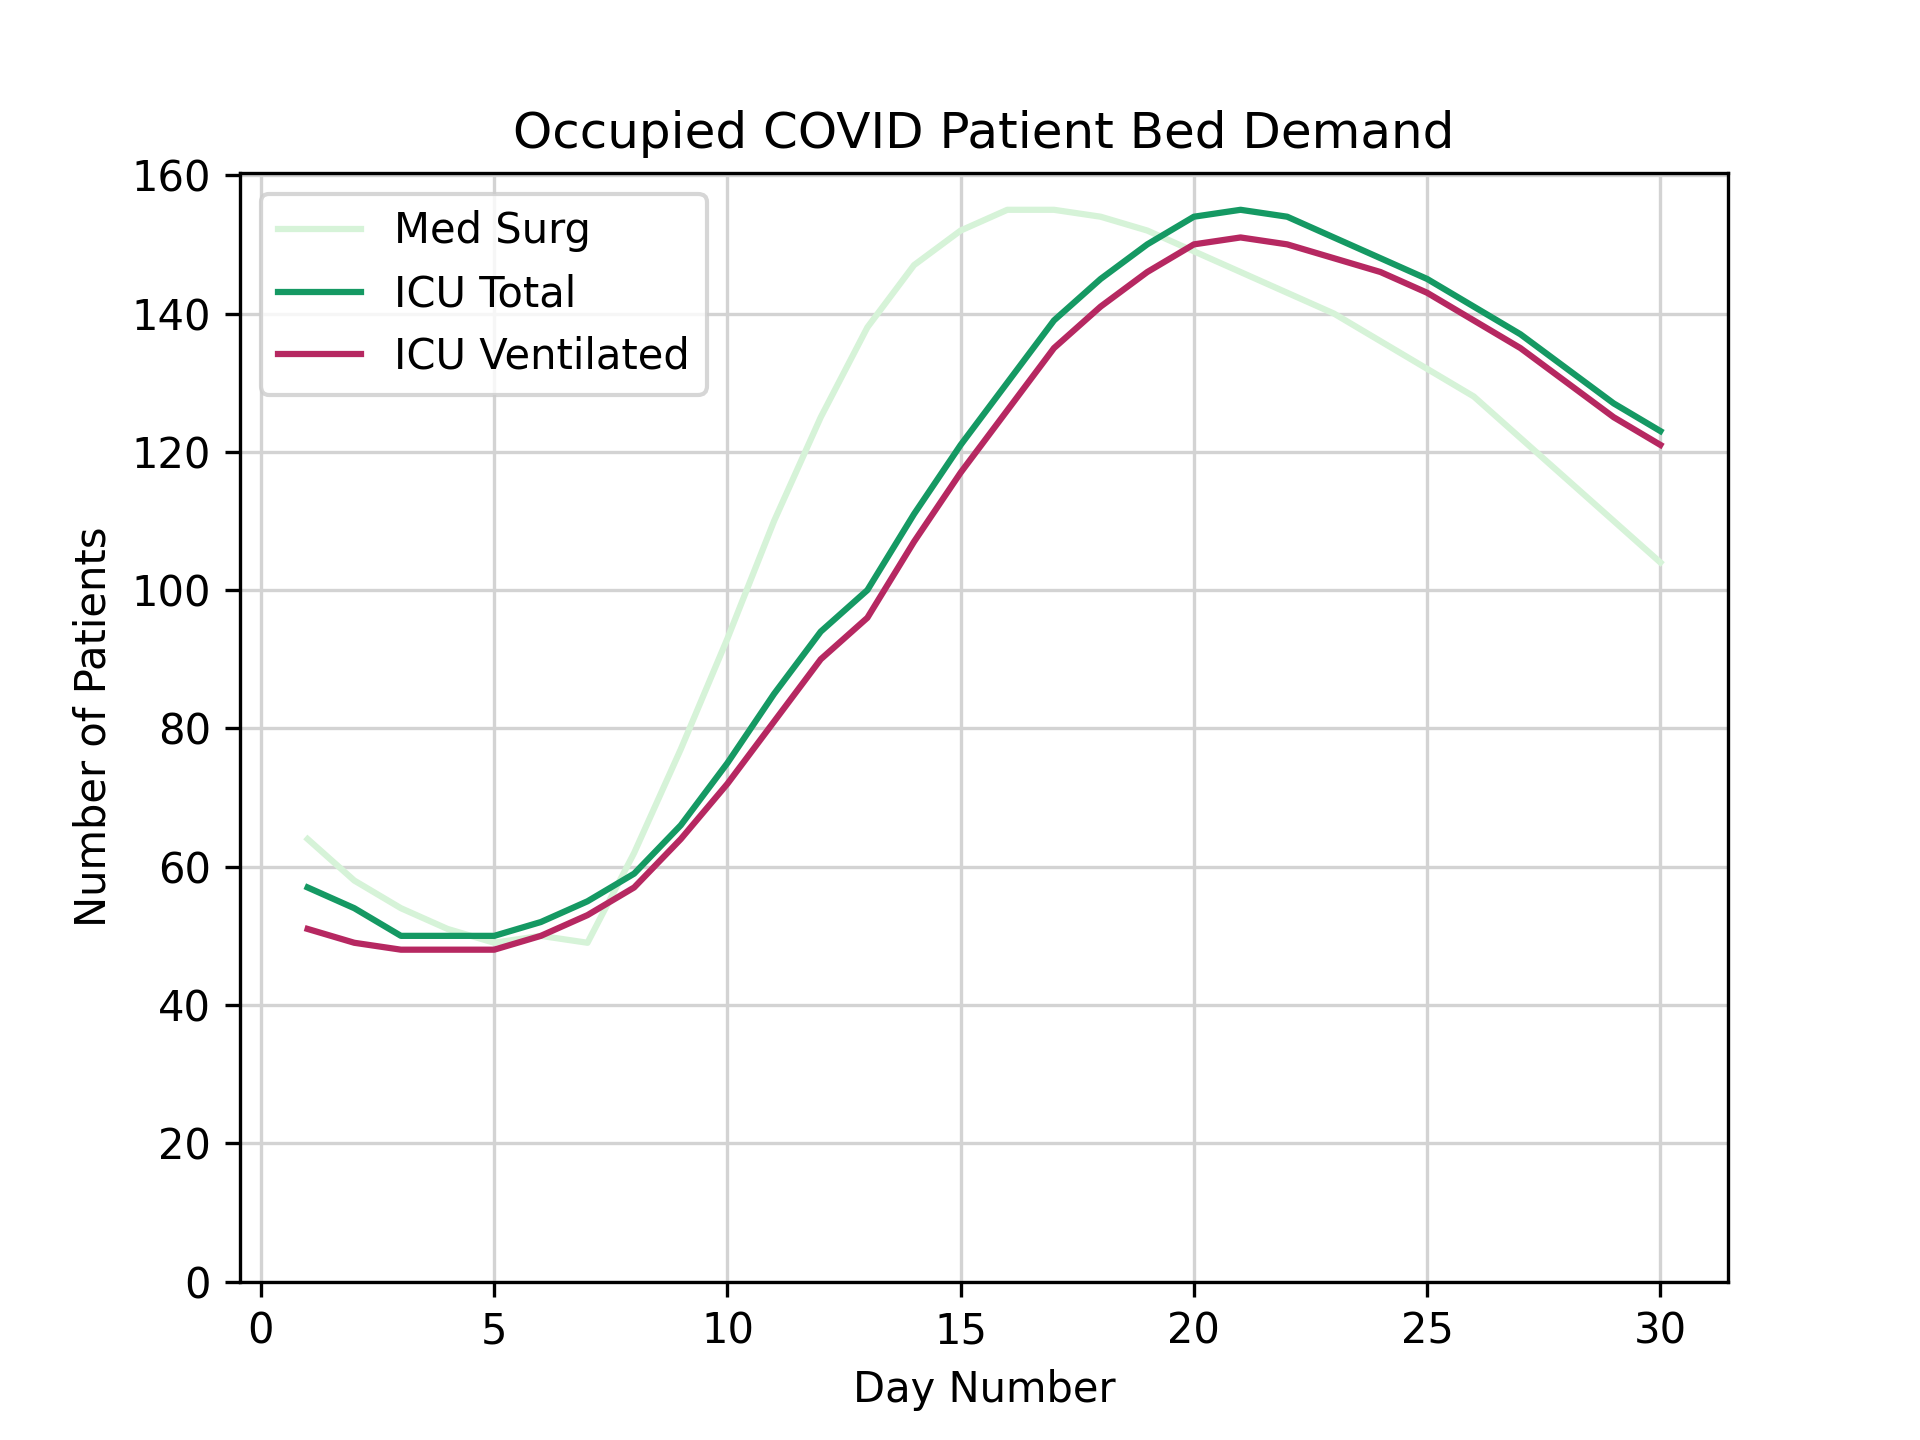 Occupied COVID Patient Bed Demand
160
140
120
100
80
60
40
20
0
Number of Patients
Med Surg
ICU Total
ICU Ventilated
0 5 10 15 20 25 30
Day Number